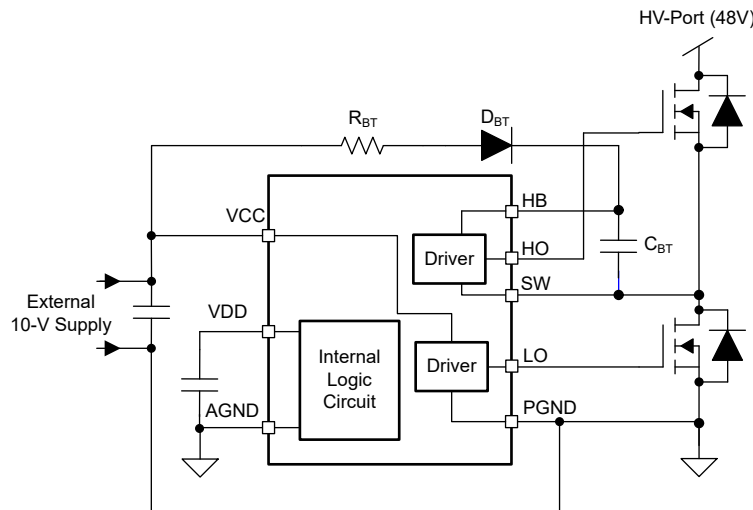 HV-Port (48V)
R_BT
D_BT
HB
VCC
HO
Driver
C_BT
SW
External
10-V Supply
VDD
Internal
Logic
Circuit
Driver
LO
AGND
PGND